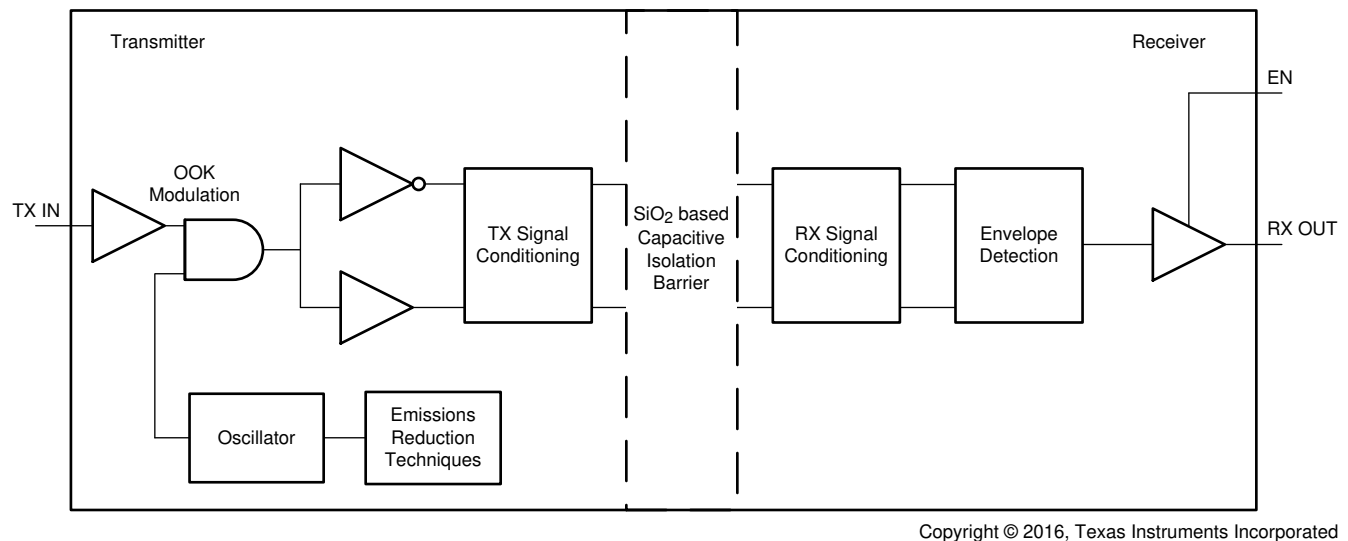 Transmitter
Receiver
EN
OOK
Modulation
TX IN
TX Signal
Conditioning
SiO2 based
Capacitive
Isolation
Barrier
RX Signal
Conditioning
Envelope
Detection
RX OUT
Oscillator
Emissions
Reduction
Techniques
Copyright © 2016, Texas Instruments Incorporated